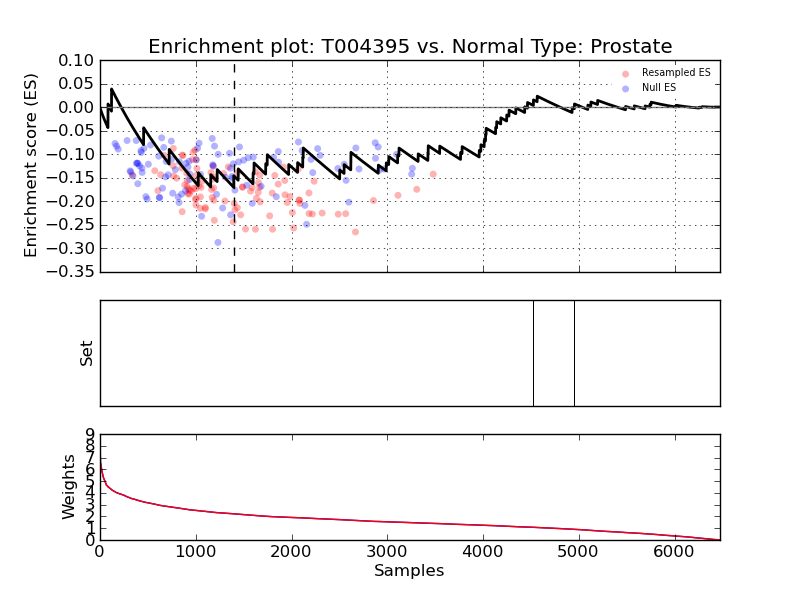 Enrichment plot: T004395 vs. Normal Type: Prostate
Enrichment score (ES)
0.10
0.05
0.00
−0.05
−0.10
−0.15
−0.20
−0.25
−0.30
−0.35
Resampled ES
Null ES
Set
Weights
9
8
7
6
5
4
3
2
1
0
0 1000 2000 3000 4000 5000 6000
Samples